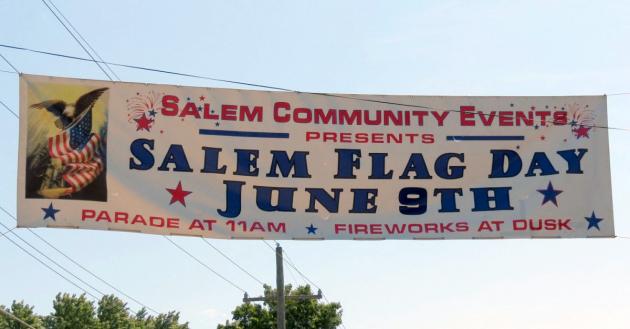 SALEM COMMUNITY EVENTS
PRESENTS
SALEM FLAG DAY
JUNE 9TH
PARADE AT 11AM ★ FIREWORKS AT DUSK